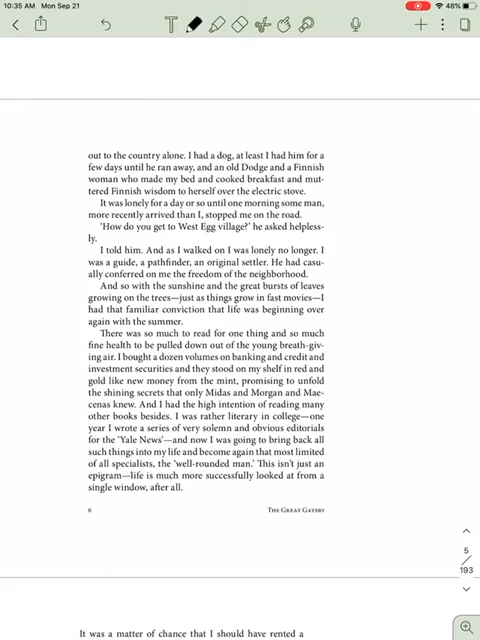 10:35 AM Mon Sep 21
48%
T
out to the country alone. I had a dog, at least I had him for a
few days until he ran away, and an old Dodge and a Finnish
woman who made my bed and cooked breakfast and mut-
tered Finnish wisdom to herself over the electric stove.
It was lonely for a day or so until one morning some man,
more recently arrived than I, stopped me on the road.
‘How do you get to West Egg village?’ he asked helpless-
ly.
I told him. And as I walked on I was lonely no longer. I
was a guide, a pathfinder, an original settler. He had casu-
ally conferred on me the freedom of the neighborhood.
And so with the sunshine and the great bursts of leaves
growing on the trees—just as things grow in fast movies—I
had that familiar conviction that life was beginning over
again with the summer.
There was so much to read for one thing and so much
fine health to be pulled down out of the young breath-giv-
ing air. I bought a dozen volumes on banking and credit and
investment securities and they stood on my shelf in red and
gold like new money from the mint, promising to unfold
the shining secrets that only Midas and Morgan and Mae-
cenas knew. And I had the high intention of reading many
other books besides. I was rather literary in college—one
year I wrote a series of very solemn and obvious editorials
for the ‘Yale News’—and now I was going to bring back all
such things into my life and become again that most limited
of all specialists, the ‘well-rounded man.’ This isn’t just an
epigram—life is much more successfully looked at from a
single window, after all.
6 The Great Gatsby
5
193
It was a matter of chance that I should have rented a